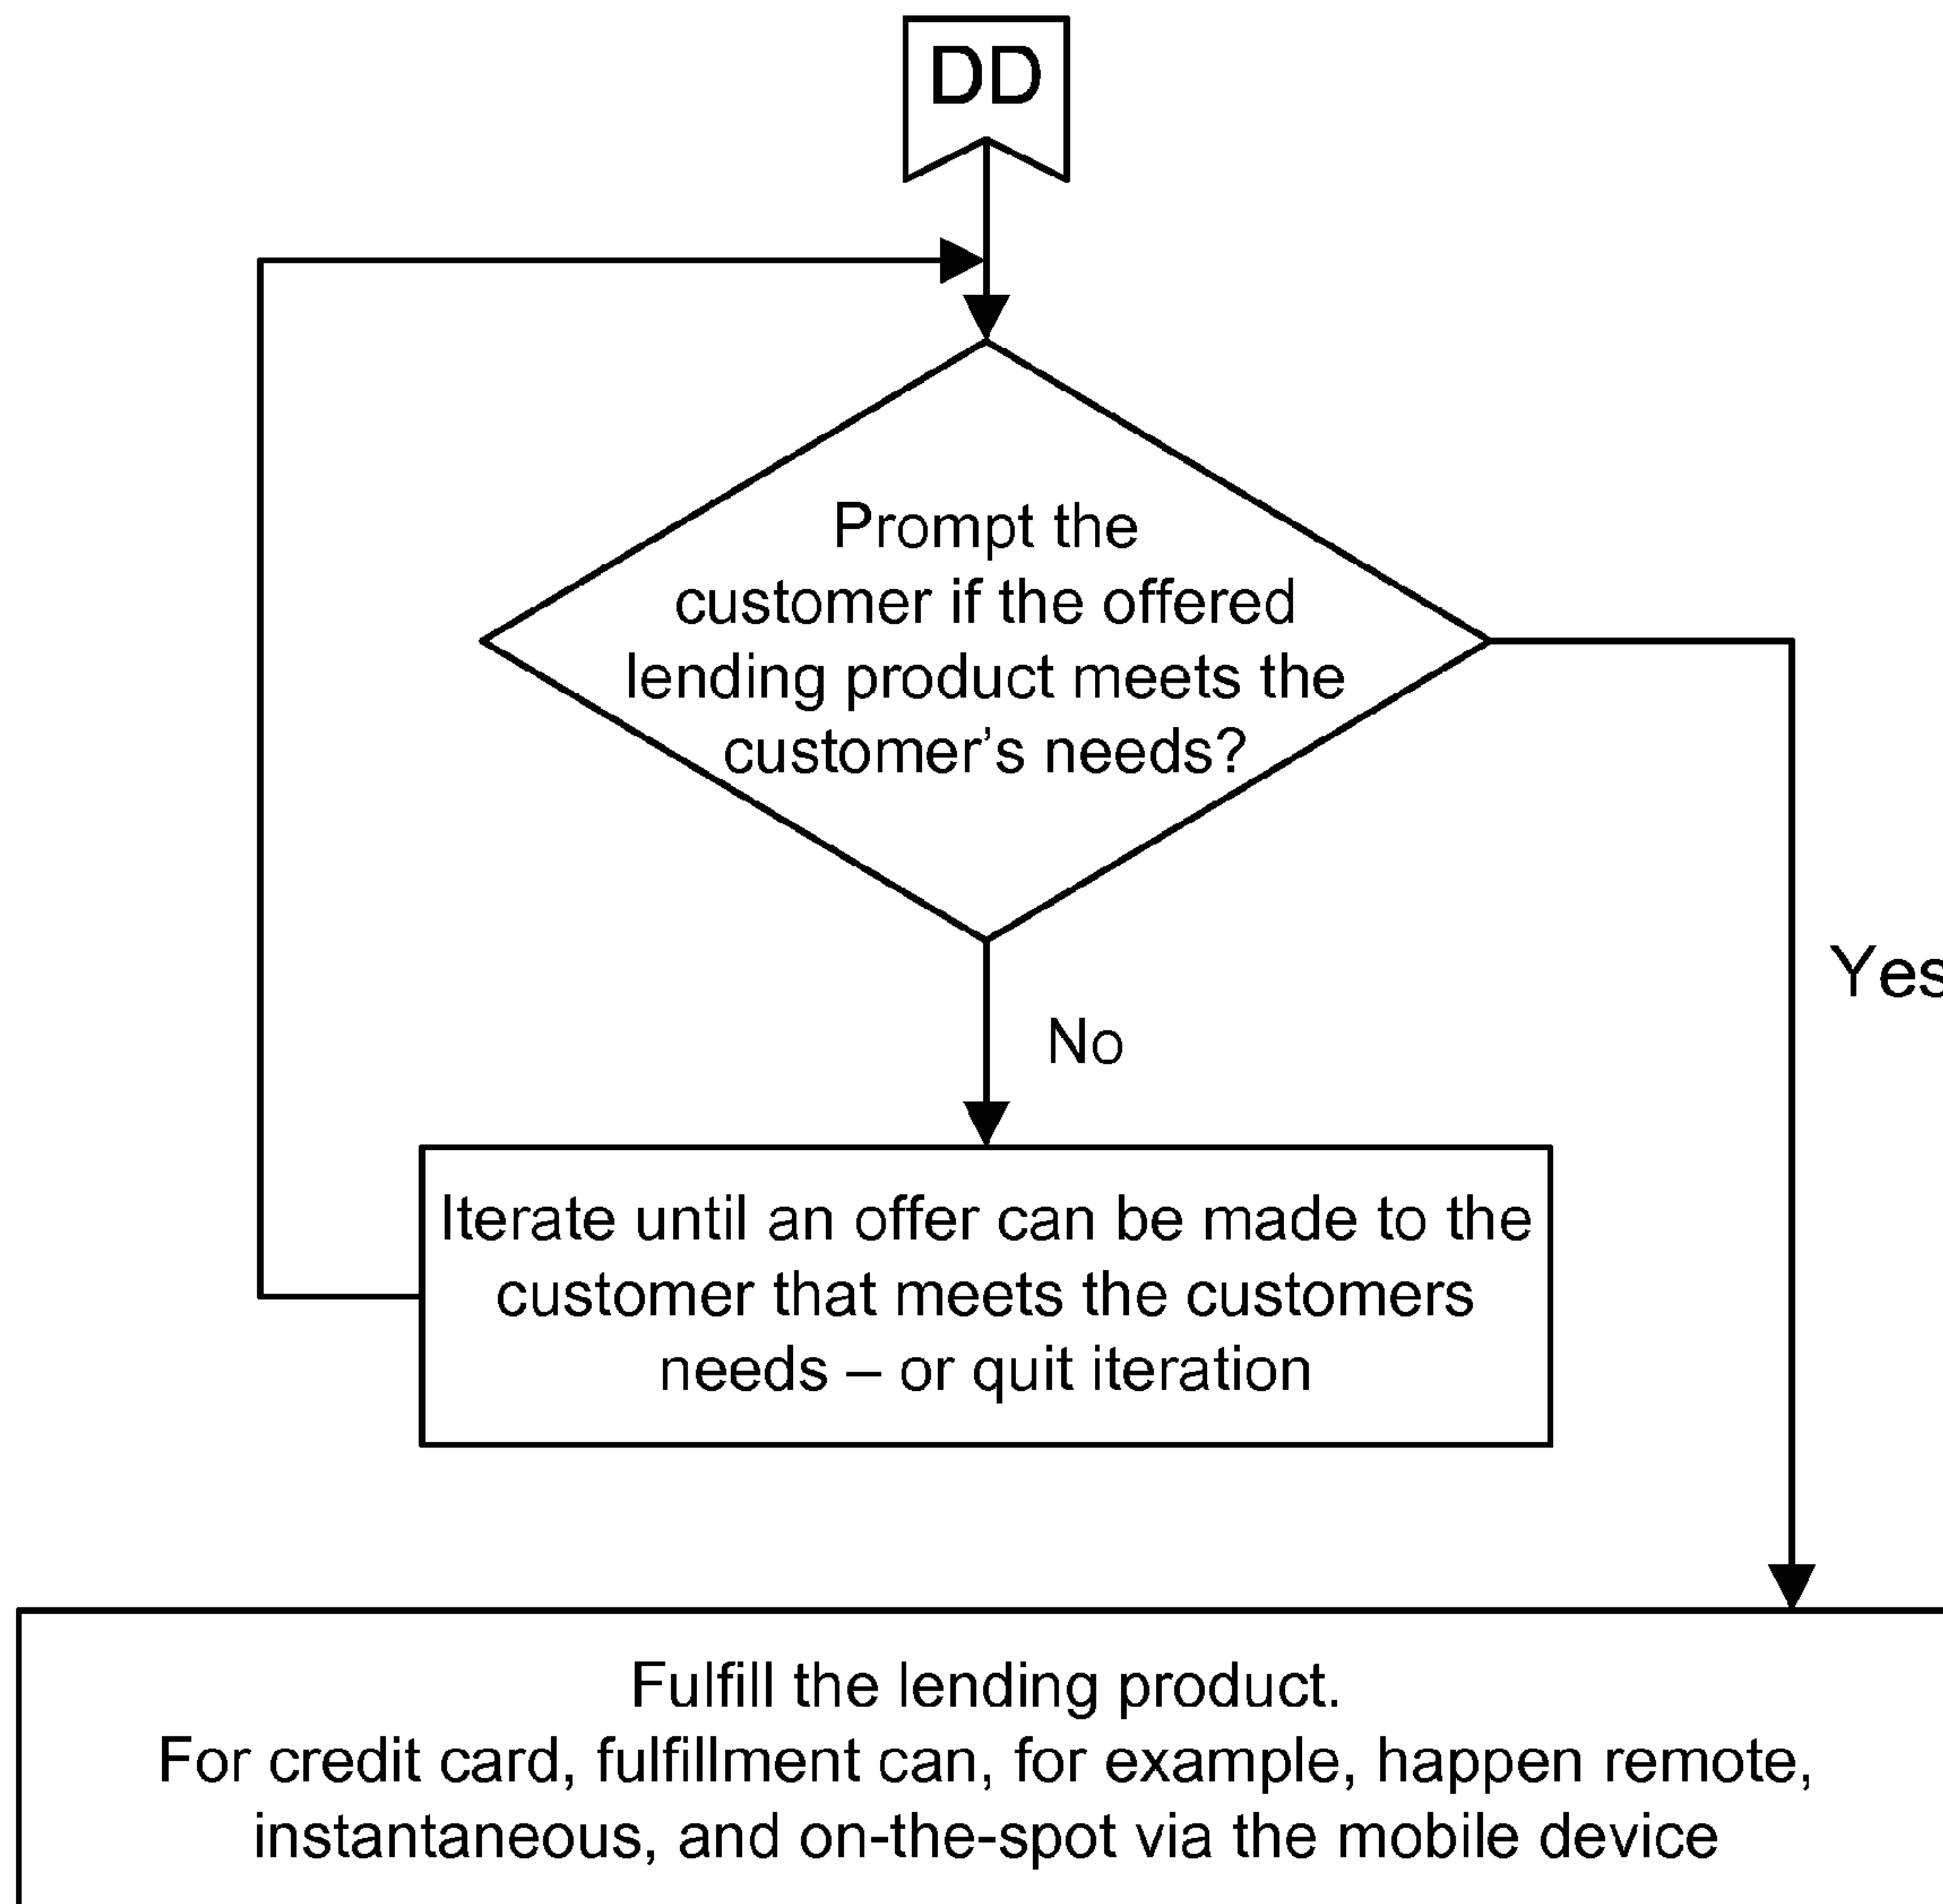 DD
Prompt the
customer if the offered
lending product meets the
customer's needs?
Yes
No
Iterate until an offer can be made to the
customer that meets the customers
needs – or quit iteration
Fulfill the lending product.
For credit card, fulfillment can, for example, happen remote,
instantaneous, and on-the-spot via the mobile device